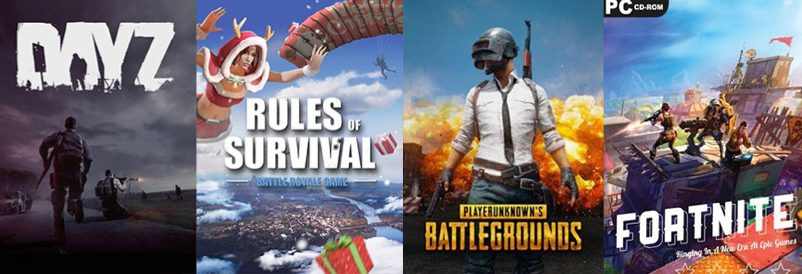 DAYZ
RULES OF
SURVIVAL
BATTLE ROYALE GAME
PLAYERUNKNOWN'S
BATTLEGROUNDS
PC CD-ROM
FORTNITE
Ringing In A New Era At Epic Games